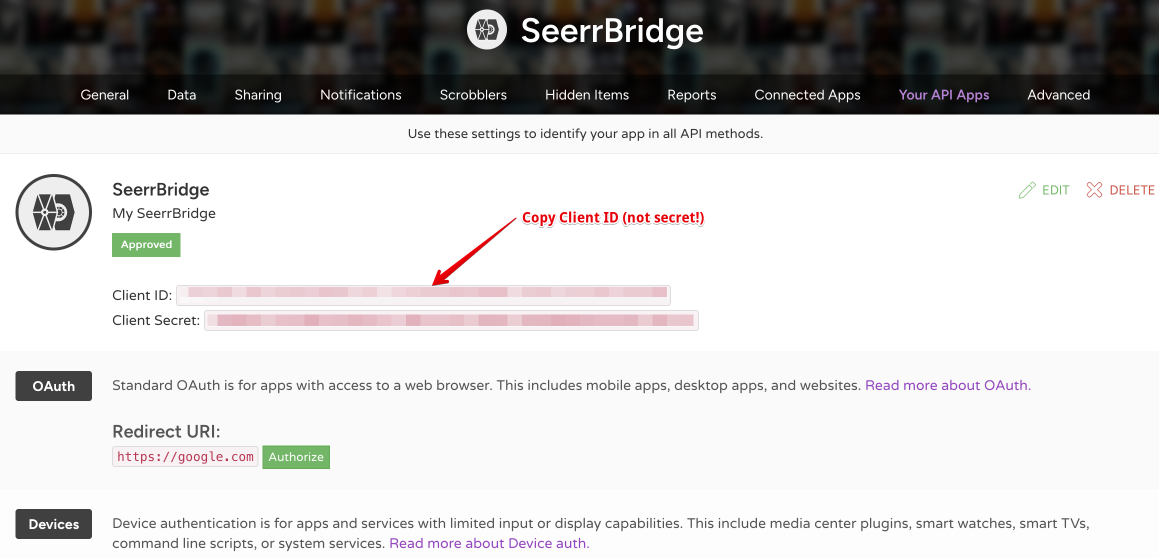 SeerrBridge
General Data Sharing Notifications Scrobblers Hidden Items Reports Connected Apps Your API Apps Advanced
Use these settings to identify your app in all API methods.
SeerrBridge
EDIT DELETE
My SeerrBridge
Copy Client ID (not secret!)
Approved
Client ID:
Client Secret:
OAuth
Standard OAuth is for apps with access to a web browser. This includes mobile apps, desktop apps, and websites. Read more about OAuth.
Redirect URI:
https://google.com Authorize
Devices
Device authentication is for apps and services with limited input or display capabilities. This include media center plugins, smart watches, smart TVs,
command line scripts, or system services. Read more about Device auth.